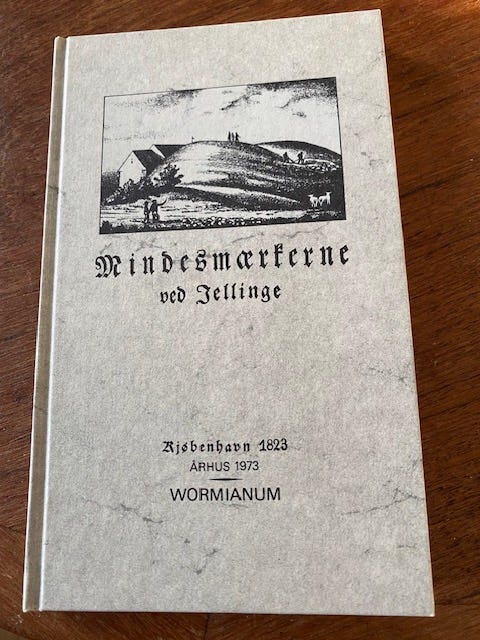 Mindesmærkerne
ved Jellinge
Kjøbenhavn 1823
ÅRHUS 1973
WORMIANUM